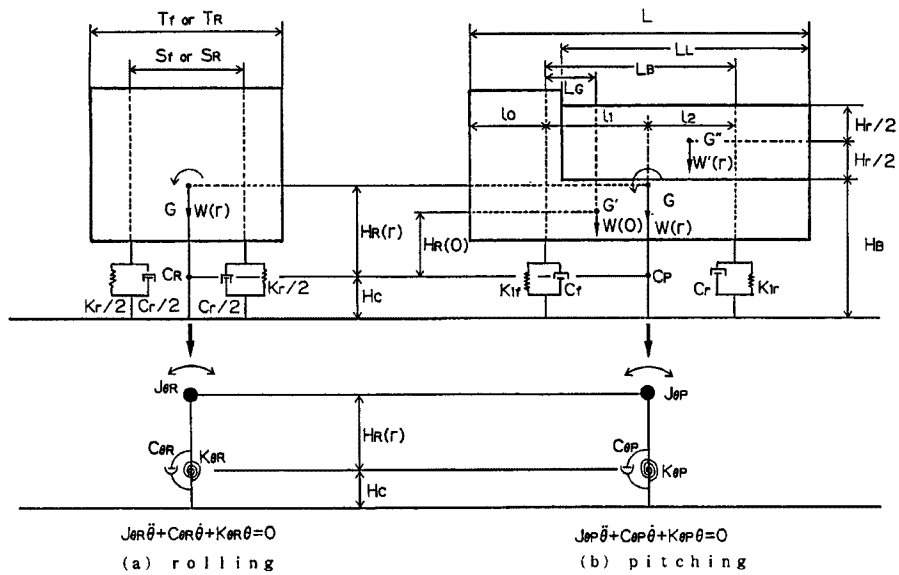 Tf or TR
Sf or SR
L
LL
LB
LG
l0
l1
l2
Hr/2
Hr/2
G"
W'(r)
G
W(r)
G'
W(0)
G
W(r)
HR(r)
HR(0)
HB
CR
Kr/2
Cr/2
Cr/2
Kr/2
Hc
K1f
Cf
CP
Cr
K1r
JθR
JθP
CθR
KθR
HR(r)
Hc
CθP
KθP
JθRθ̈+CθRθ̇+KθRθ=0
JθPθ̈+CθPθ̇+KθPθ=0
(a) rolling
(b) pitching